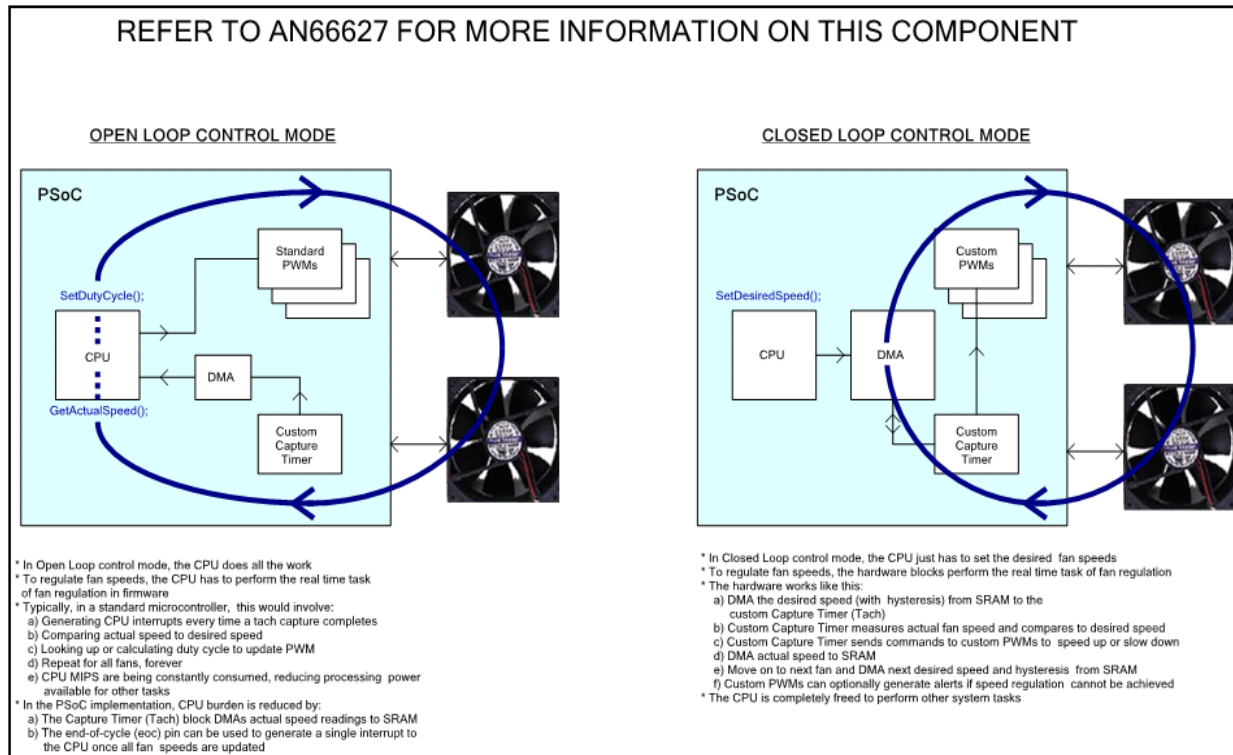 REFER TO AN66627 FOR MORE INFORMATION ON THIS COMPONENT
OPEN LOOP CONTROL MODE
PSoC
Standard
PWMs
SetDutyCycle();
CPU
DMA
GetActualSpeed();
Custom
Capture
Timer
* In Open Loop control mode, the CPU does all the work
* To regulate fan speeds, the CPU has to perform the real time task
of fan regulation in firmware
* Typically, in a standard microcontroller, this would involve:
a) Generating CPU interrupts every time a tach capture completes
b) Comparing actual speed to desired speed
c) Looking up or calculating duty cycle to update PWM
d) Repeat for all fans, forever
e) CPU MIPS are being constantly consumed, reducing processing power
available for other tasks
* In the PSoC implementation, CPU burden is reduced by:
a) The Capture Timer (Tach) block DMAs actual speed readings to SRAM
b) The end-of-cycle (eoc) pin can be used to generate a single interrupt to
the CPU once all fan speeds are updated
CLOSED LOOP CONTROL MODE
PSoC
Custom
PWMs
SetDesiredSpeed();
CPU
DMA
Custom
Capture
Timer
* In Closed Loop control mode, the CPU just has to set the desired fan speeds
* To regulate fan speeds, the hardware blocks perform the real time task of fan regulation
* The hardware works like this:
a) DMA the desired speed (with hysteresis) from SRAM to the
custom Capture Timer (Tach)
b) Custom Capture Timer measures actual fan speed and compares to desired speed
c) Custom Capture Timer sends commands to custom PWMs to speed up or slow down
d) DMA actual speed to SRAM
e) Move on to next fan and DMA next desired speed and hysteresis from SRAM
f) Custom PWMs can optionally generate alerts if speed regulation cannot be achieved
* The CPU is completely freed to perform other system tasks